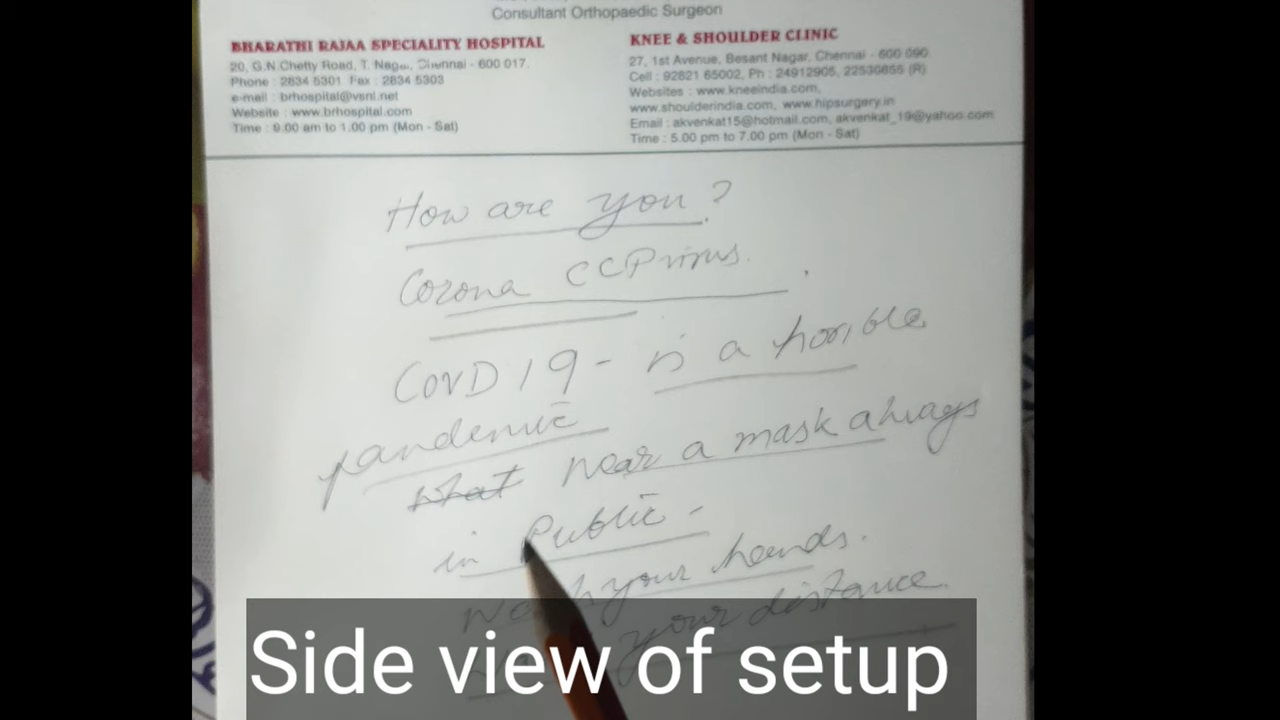 Consultant Orthopaedic Surgeon
BHARATHI RAJAA SPECIALITY HOSPITAL
20, G.N.Chetty Road, T. Nagar, Chennai - 600 017.
Phone : 2834 5301 Fax : 2834 5303
e-mail : brhospital@vsnl.net
Website : www.brhospital.com
Time : 9.00 am to 1.00 pm (Mon - Sat)
KNEE & SHOULDER CLINIC
27, 1st Avenue, Besant Nagar, Chennai - 600 090.
Cell : 92821 65002, Ph : 24912905, 22530855 (R)
Websites : www.kneeindia.com,
www.shoulderindia.com, www.hipsurgery.in
Email : akvenkat15@hotmail.com, akvenkat_19@yahoo.com
Time : 5.00 pm to 7.00 pm (Mon - Sat)
How are you?
Corona CCPvirus.
COVD 19 - is a horrible
pandemic
what wear a mask always
in Public -
your hands.
your distance.
Side view of setup